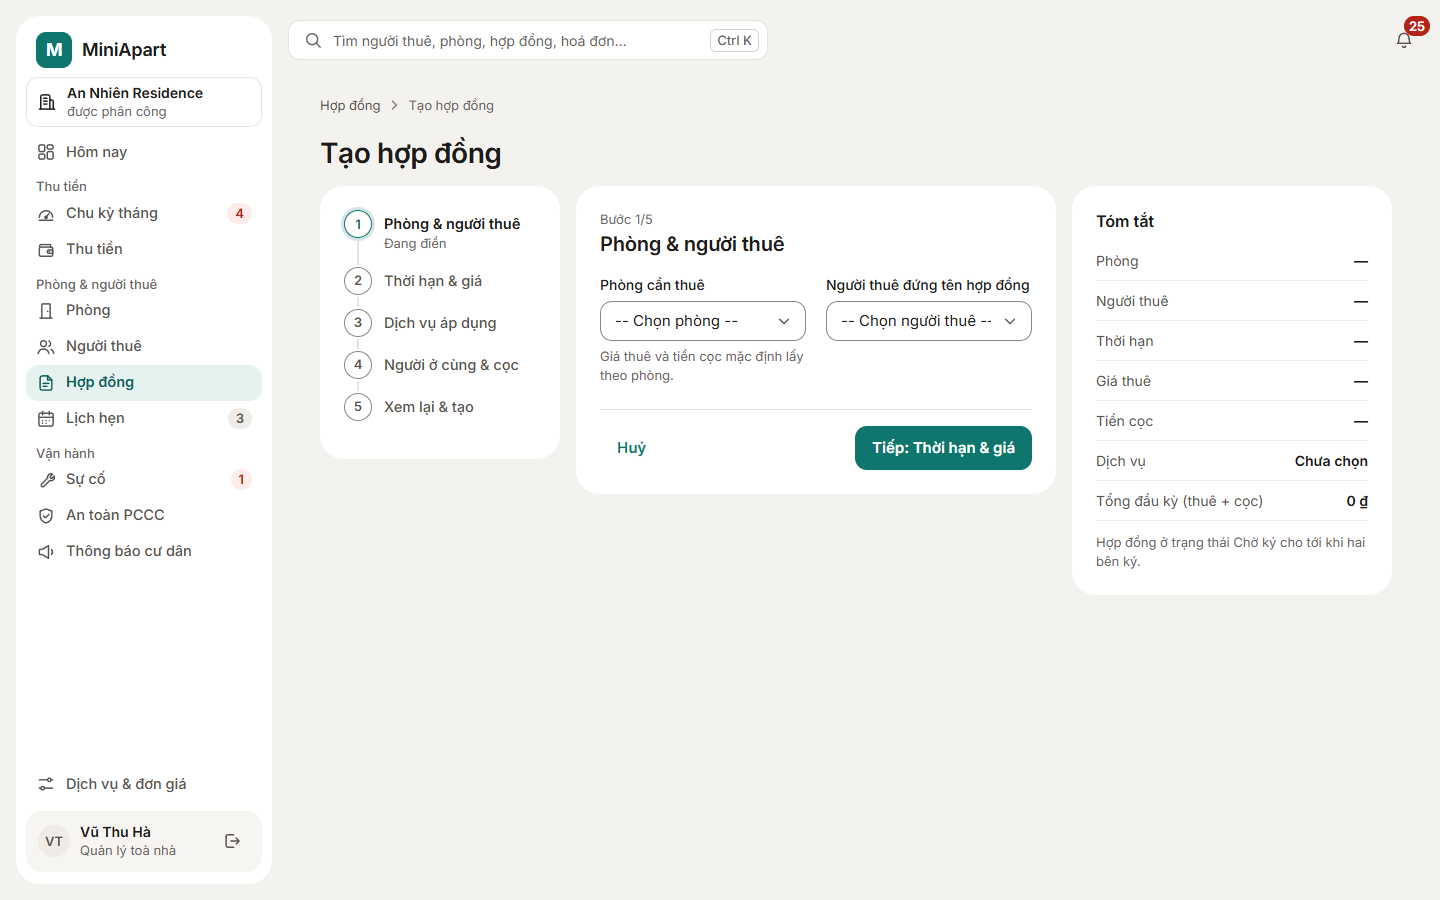 M MiniApart
An Nhiên Residence
được phân công
Hôm nay
Thu tiền
Chu kỳ tháng 4
Thu tiền
Phòng & người thuê
Phòng
Người thuê
Hợp đồng
Lịch hẹn 3
Vận hành
Sự cố 1
An toàn PCCC
Thông báo cư dân
Dịch vụ & đơn giá
VT Vũ Thu Hà
Quản lý toà nhà
Tìm người thuê, phòng, hợp đồng, hoá đơn... Ctrl K
25
Hợp đồng > Tạo hợp đồng
Tạo hợp đồng
1 Phòng & người thuê
Đang điền
2 Thời hạn & giá
3 Dịch vụ áp dụng
4 Người ở cùng & cọc
5 Xem lại & tạo
Bước 1/5
Phòng & người thuê
Phòng cần thuê
-- Chọn phòng --
Giá thuê và tiền cọc mặc định lấy
theo phòng.
Người thuê đứng tên hợp đồng
-- Chọn người thuê --
Huỷ
Tiếp: Thời hạn & giá
Tóm tắt
Phòng —
Người thuê —
Thời hạn —
Giá thuê —
Tiền cọc —
Dịch vụ Chưa chọn
Tổng đầu kỳ (thuê + cọc) 0 ₫
Hợp đồng ở trạng thái Chờ ký cho tới khi hai
bên ký.